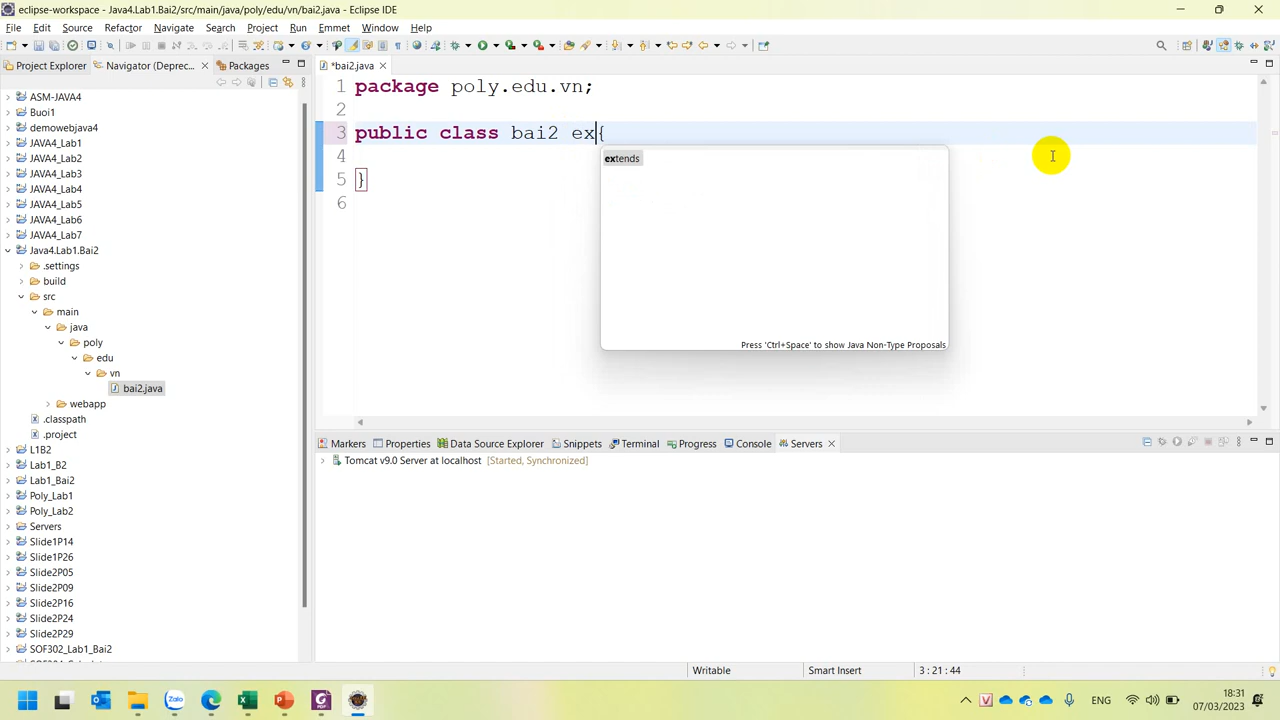 eclipse-workspace - Java4.Lab1.Bai2/src/main/java/poly/edu/vn/bai2.java - Eclipse IDE
File Edit Source Refactor Navigate Search Project Run Emmet Window Help
Project Explorer Navigator (Deprec... Packages
*bai2.java
ASM-JAVA4
Buoi1
demowebjava4
JAVA4_Lab1
JAVA4_Lab2
JAVA4_Lab3
JAVA4_Lab4
JAVA4_Lab5
JAVA4_Lab6
JAVA4_Lab7
Java4.Lab1.Bai2
.settings
build
src
main
java
poly
edu
vn
bai2.java
webapp
.classpath
.project
L1B2
Lab1_B2
Lab1_Bai2
Poly_Lab1
Poly_Lab2
Servers
Slide1P14
Slide1P26
Slide2P05
Slide2P09
Slide2P16
Slide2P24
Slide2P29
SOF302_Lab1_Bai2
1 package poly.edu.vn;
2
3 public class bai2 ex{
4
5 }
6
extends
Press 'Ctrl+Space' to show Java Non-Type Proposals
Markers Properties Data Source Explorer Snippets Terminal Progress Console Servers
Tomcat v9.0 Server at localhost [Started, Synchronized]
Writable Smart Insert 3 : 21 : 44
Zalo ENG 18:31
07/03/2023